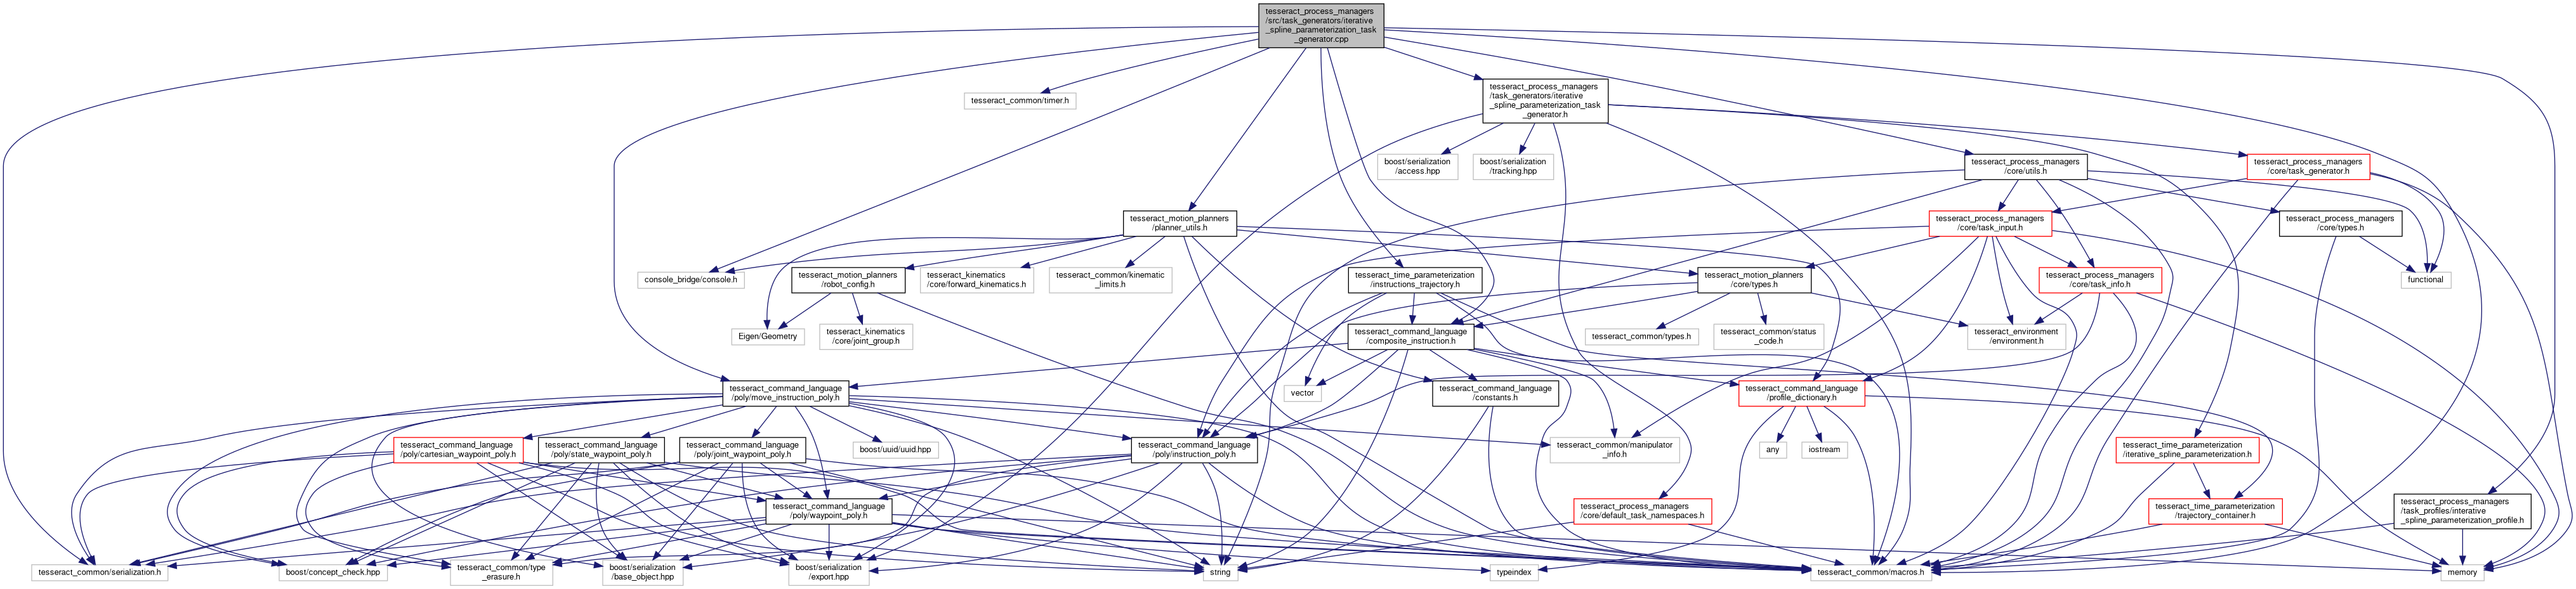 tesseract_process_managers
/src/task_generators/iterative
_spline_parameterization_task
_generator.cpp
tesseract_common/timer.h
tesseract_process_managers
/task_generators/iterative
_spline_parameterization_task
_generator.h
boost/serialization
/access.hpp
boost/serialization
/tracking.hpp
tesseract_process_managers
/core/utils.h
tesseract_process_managers
/core/task_generator.h
tesseract_motion_planners
/planner_utils.h
tesseract_process_managers
/core/task_input.h
tesseract_process_managers
/core/types.h
console_bridge/console.h
tesseract_motion_planners
/robot_config.h
tesseract_kinematics
/core/forward_kinematics.h
tesseract_common/kinematic
_limits.h
tesseract_time_parameterization
/instructions_trajectory.h
tesseract_motion_planners
/core/types.h
tesseract_process_managers
/core/task_info.h
functional
Eigen/Geometry
tesseract_kinematics
/core/joint_group.h
tesseract_command_language
/composite_instruction.h
tesseract_common/types.h
tesseract_common/status
_code.h
tesseract_environment
/environment.h
tesseract_command_language
/poly/move_instruction_poly.h
vector
tesseract_command_language
/constants.h
tesseract_command_language
/profile_dictionary.h
tesseract_command_language
/poly/cartesian_waypoint_poly.h
tesseract_command_language
/poly/state_waypoint_poly.h
tesseract_command_language
/poly/joint_waypoint_poly.h
boost/uuid/uuid.hpp
tesseract_command_language
/poly/instruction_poly.h
tesseract_common/manipulator
_info.h
any
iostream
tesseract_time_parameterization
/iterative_spline_parameterization.h
tesseract_command_language
/poly/waypoint_poly.h
tesseract_process_managers
/core/default_task_namespaces.h
tesseract_time_parameterization
/trajectory_container.h
tesseract_process_managers
/task_profiles/interative
_spline_parameterization_profile.h
tesseract_common/serialization.h
boost/concept_check.hpp
tesseract_common/type
_erasure.h
boost/serialization
/base_object.hpp
boost/serialization
/export.hpp
string
typeindex
tesseract_common/macros.h
memory